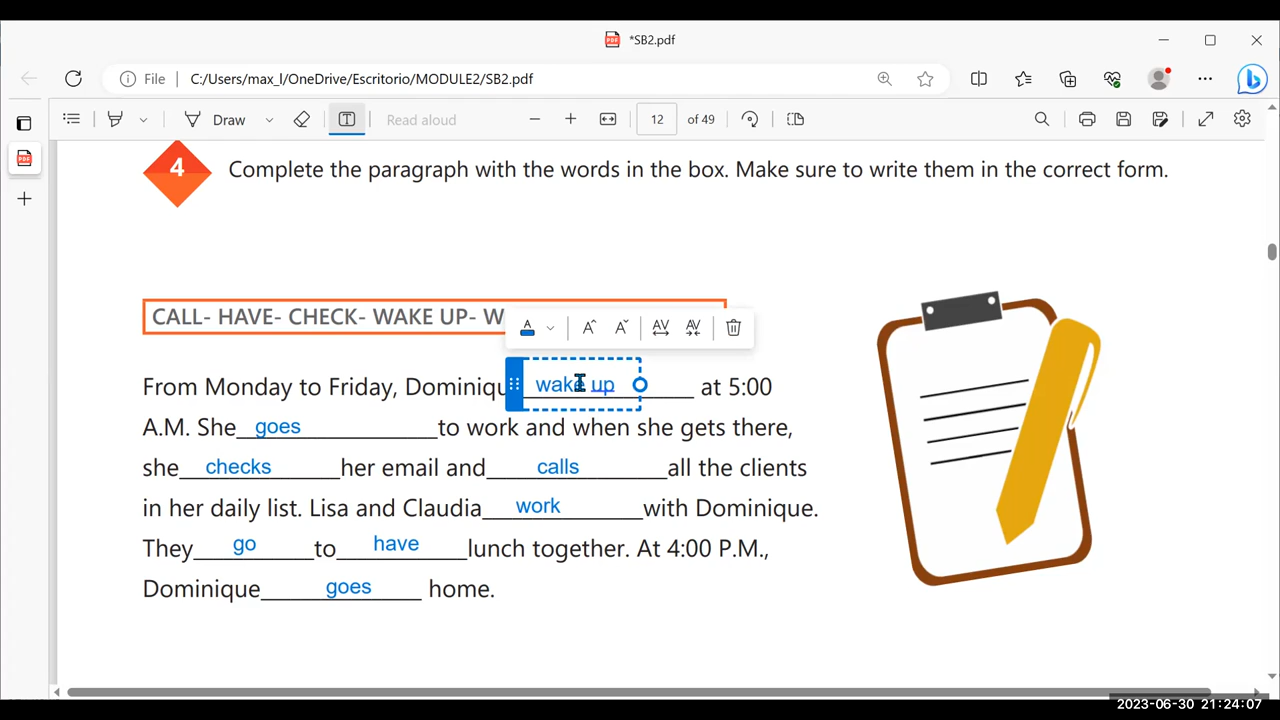 *SB2.pdf
File C:/Users/max_l/OneDrive/Escritorio/MODULE2/SB2.pdf
Draw Read aloud 12 of 49
4 Complete the paragraph with the words in the box. Make sure to write them in the correct form.
CALL- HAVE- CHECK- WAKE UP- W
From Monday to Friday, Dominiqu wake up at 5:00
A.M. She goes to work and when she gets there,
she checks her email and calls all the clients
in her daily list. Lisa and Claudia work with Dominique.
They go to have lunch together. At 4:00 P.M.,
Dominique goes home.
2023-06-30 21:24:07